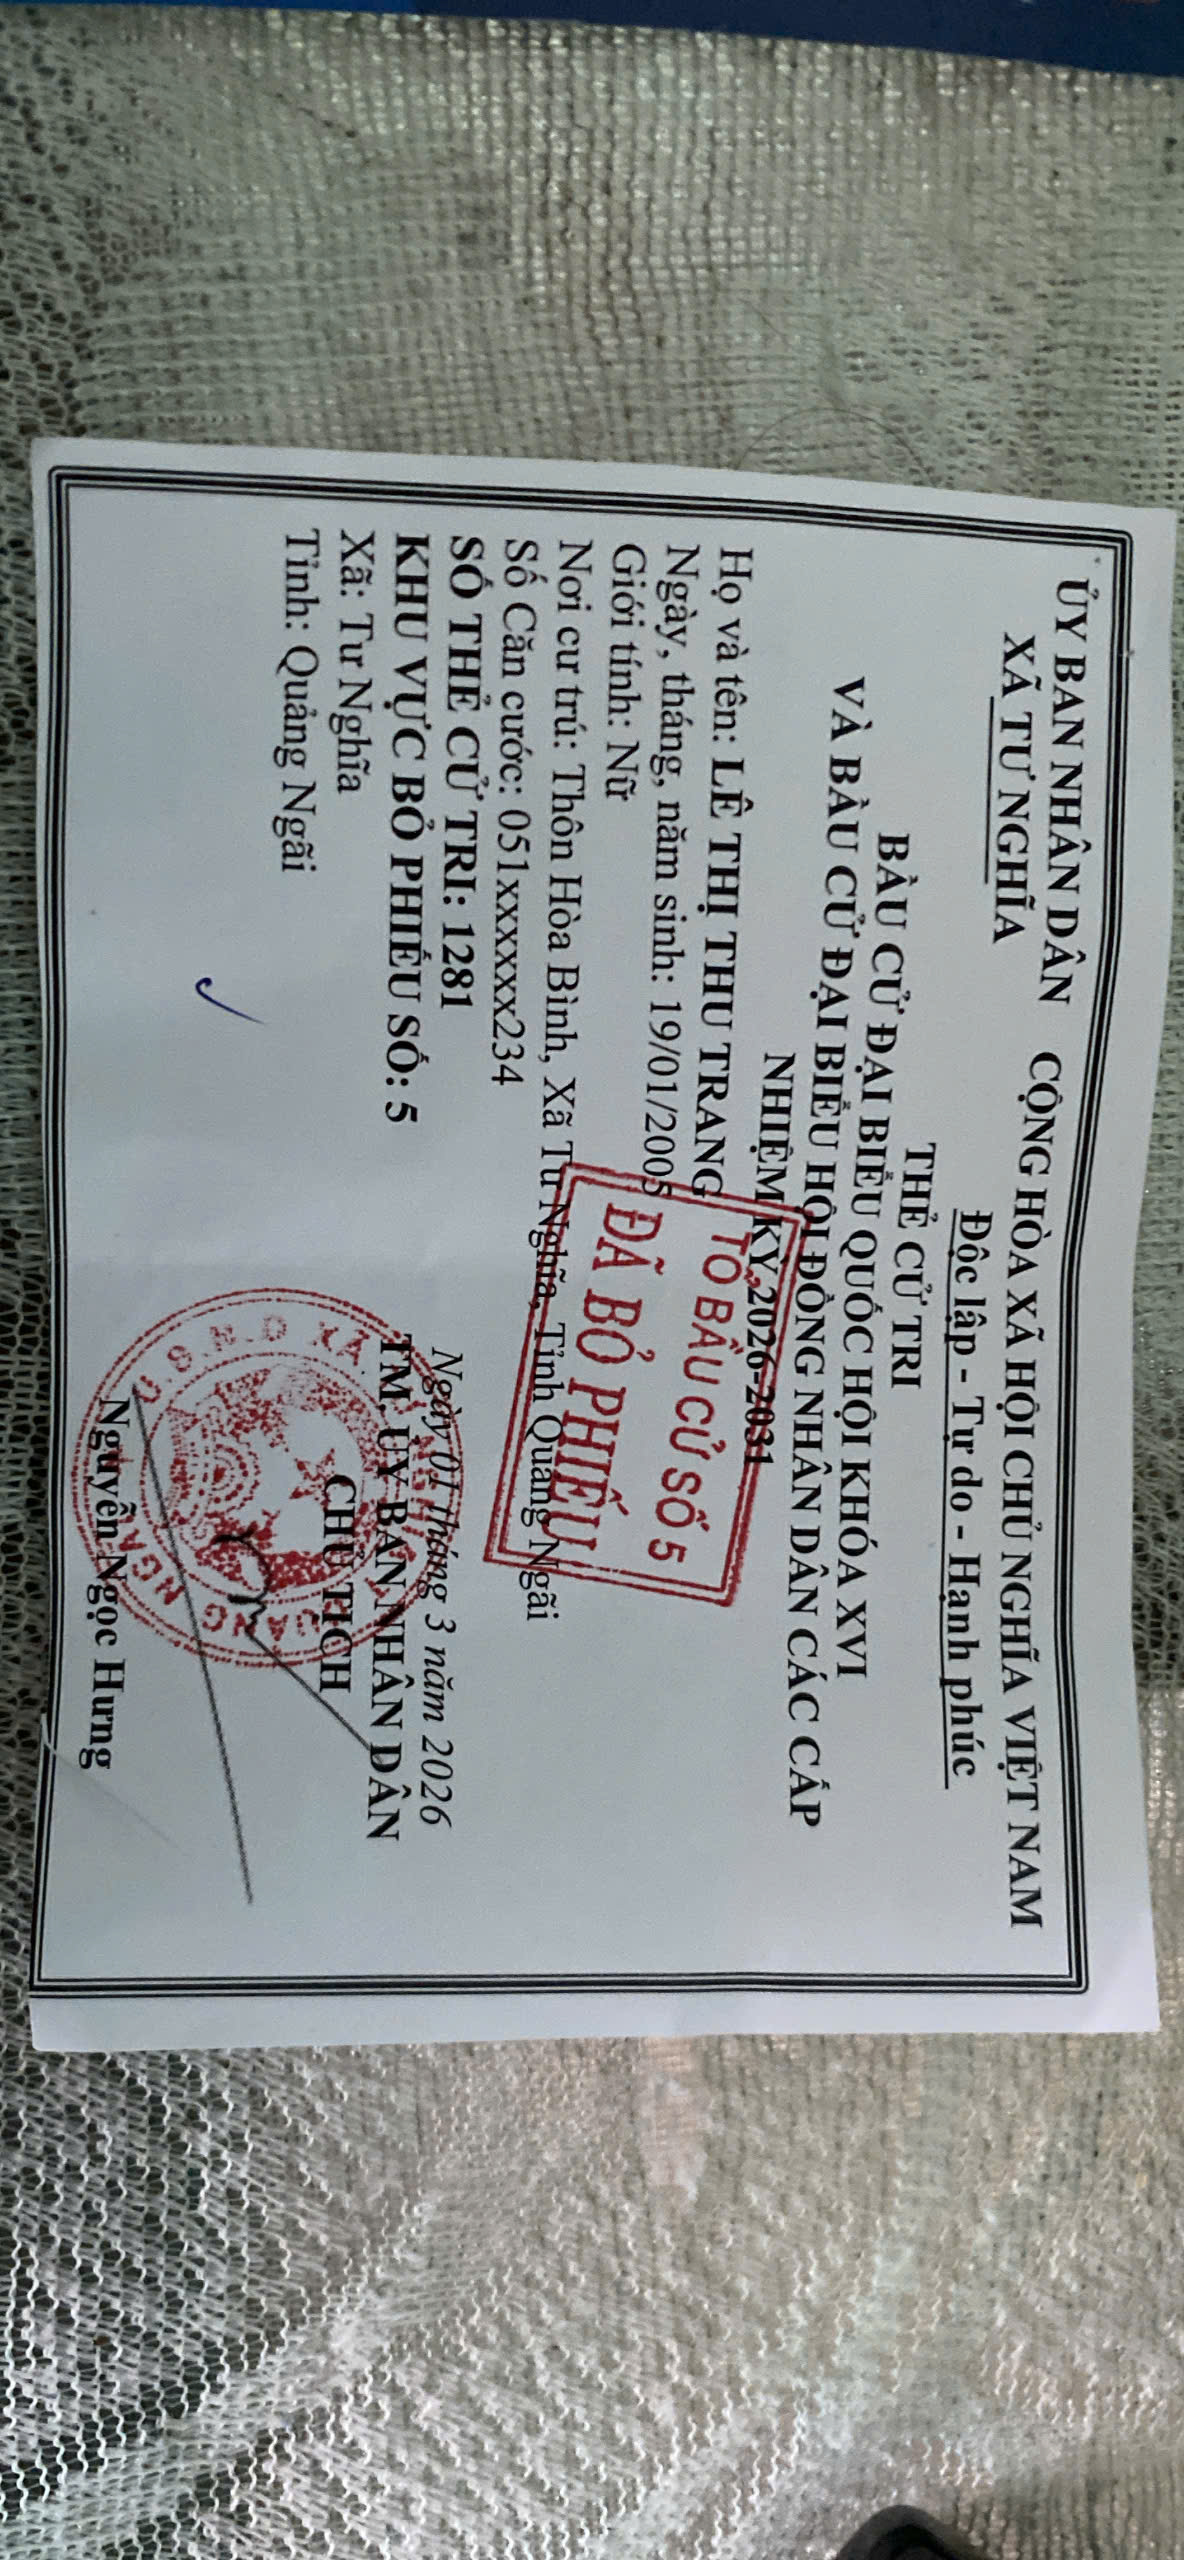 ỦY BAN NHÂN DÂN
XÃ TƯ NGHĨA
CỘNG HÒA XÃ HỘI CHỦ NGHĨA VIỆT NAM
Độc lập - Tự do - Hạnh phúc
THẺ CỬ TRI
BẦU CỬ ĐẠI BIỂU QUỐC HỘI KHÓA XVI
VÀ BẦU CỬ ĐẠI BIỂU HỘI ĐỒNG NHÂN DÂN CÁC CẤP
NHIỆM KỲ 2026-2031
Họ và tên: LÊ THỊ THU TRANG
Ngày, tháng, năm sinh: 19/01/2005
Giới tính: Nữ
Nơi cư trú: Thôn Hòa Bình, Xã Tư Nghĩa, Tỉnh Quảng Ngãi
Số Căn cước: 051xxxxxx234
SỐ THẺ CỬ TRI: 1281
KHU VỰC BỎ PHIẾU SỐ: 5
Xã: Tư Nghĩa
Tỉnh: Quảng Ngãi
TỔ BẦU CỬ SỐ 5
ĐÃ BỎ PHIẾU
Ngày 01 tháng 3 năm 2026
TM. ỦY BAN NHÂN DÂN
CHỦ TỊCH
Nguyễn Ngọc Hưng